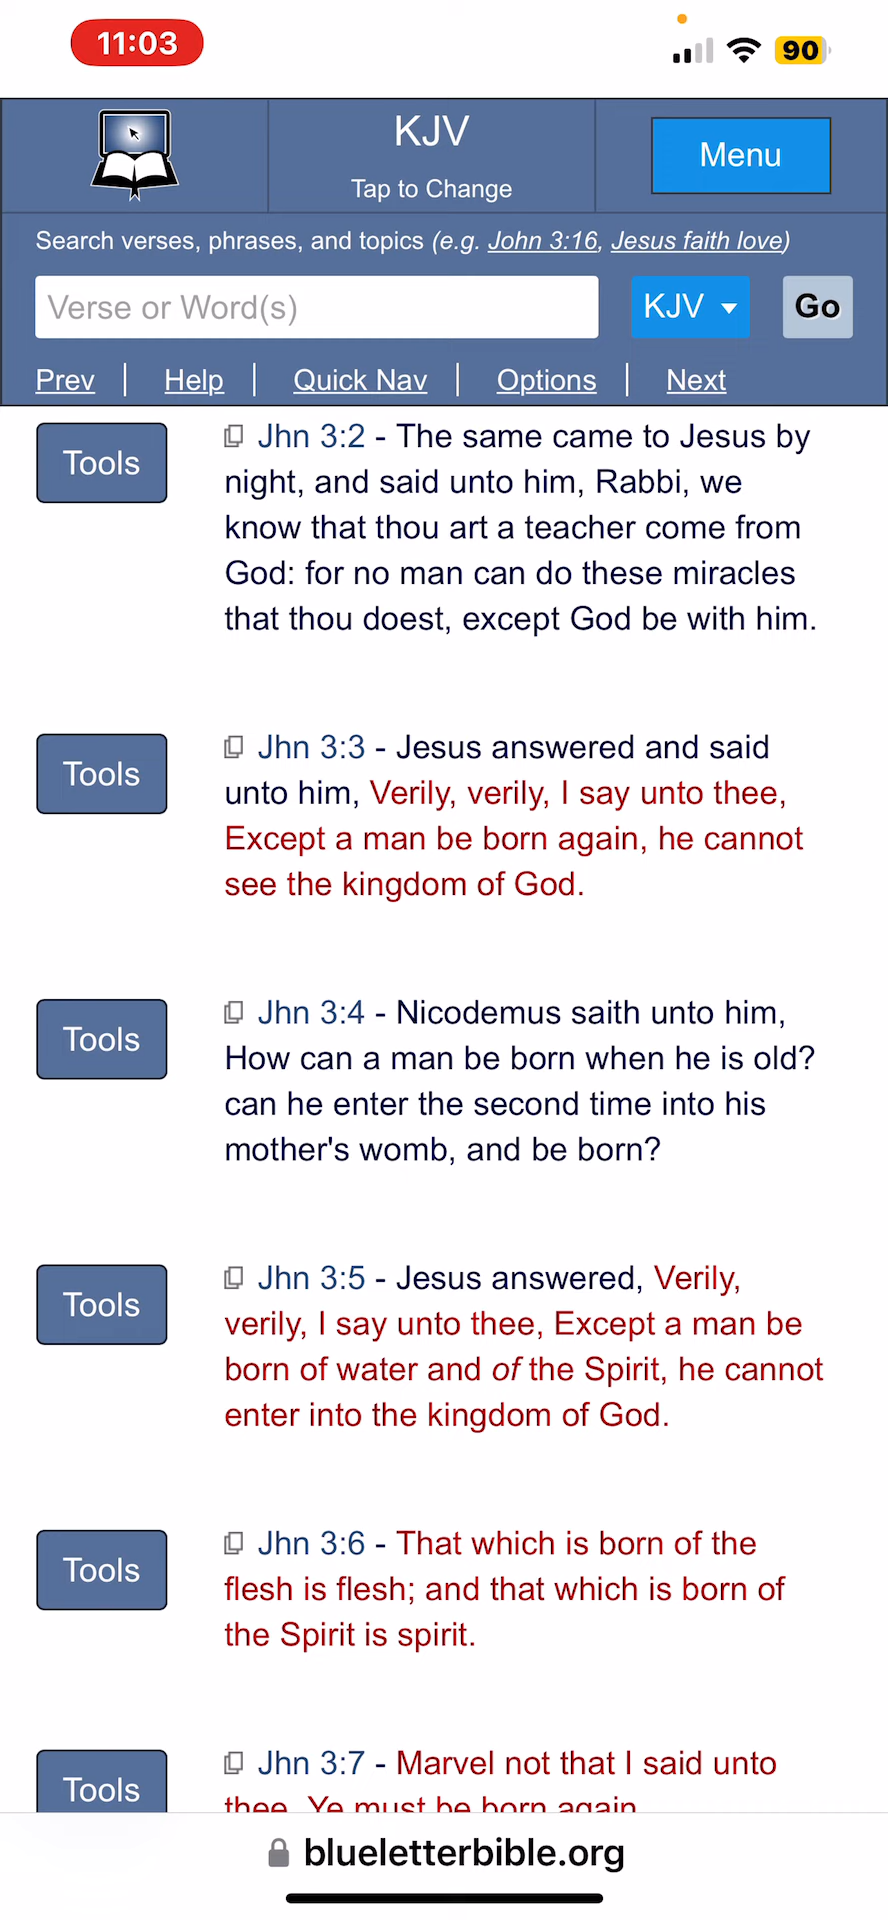 11:03
90
KJV
Tap to Change
Menu
Search verses, phrases, and topics (e.g. John 3:16, Jesus faith love)
Verse or Word(s)
KJV
Go
Prev | Help | Quick Nav | Options | Next
Tools
Jhn 3:2 - The same came to Jesus by
night, and said unto him, Rabbi, we
know that thou art a teacher come from
God: for no man can do these miracles
that thou doest, except God be with him.
Tools
Jhn 3:3 - Jesus answered and said
unto him, Verily, verily, I say unto thee,
Except a man be born again, he cannot
see the kingdom of God.
Tools
Jhn 3:4 - Nicodemus saith unto him,
How can a man be born when he is old?
can he enter the second time into his
mother's womb, and be born?
Tools
Jhn 3:5 - Jesus answered, Verily,
verily, I say unto thee, Except a man be
born of water and of the Spirit, he cannot
enter into the kingdom of God.
Tools
Jhn 3:6 - That which is born of the
flesh is flesh; and that which is born of
the Spirit is spirit.
Tools
Jhn 3:7 - Marvel not that I said unto
thee, Ye must be born again.
blueletterbible.org